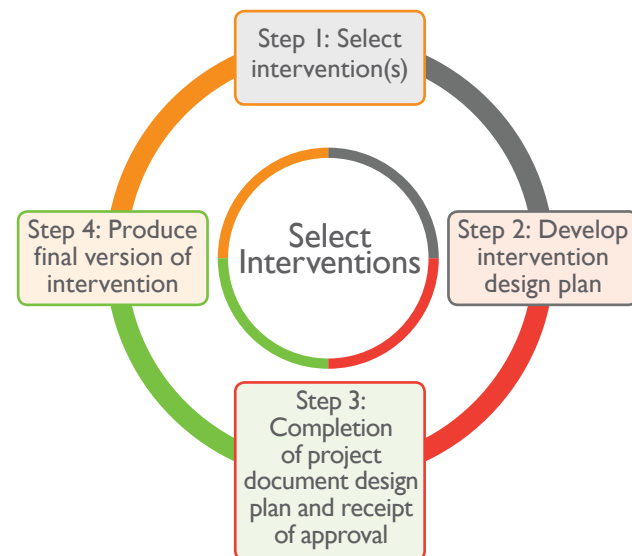 Step 1: Select
intervention(s)
Step 4: Produce
final version of
intervention
Select
Interventions
Step 2: Develop
intervention
design plan
Step 3:
Completion
of project
document design
plan and receipt
of approval